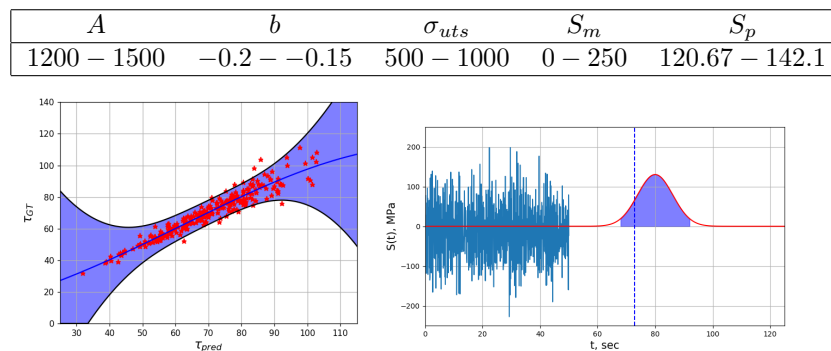 A b σ_uts S_m S_p
1200 − 1500 −0.2 − −0.15 500 − 1000 0 − 250 120.67 − 142.1
140
120
100
80
60
40
20
0
τ_GT
30 40 50 60 70 80 90 100 110
τ_pred
200
100
0
−100
−200
S(t), MPa
0 20 40 60 80 100 120
t, sec